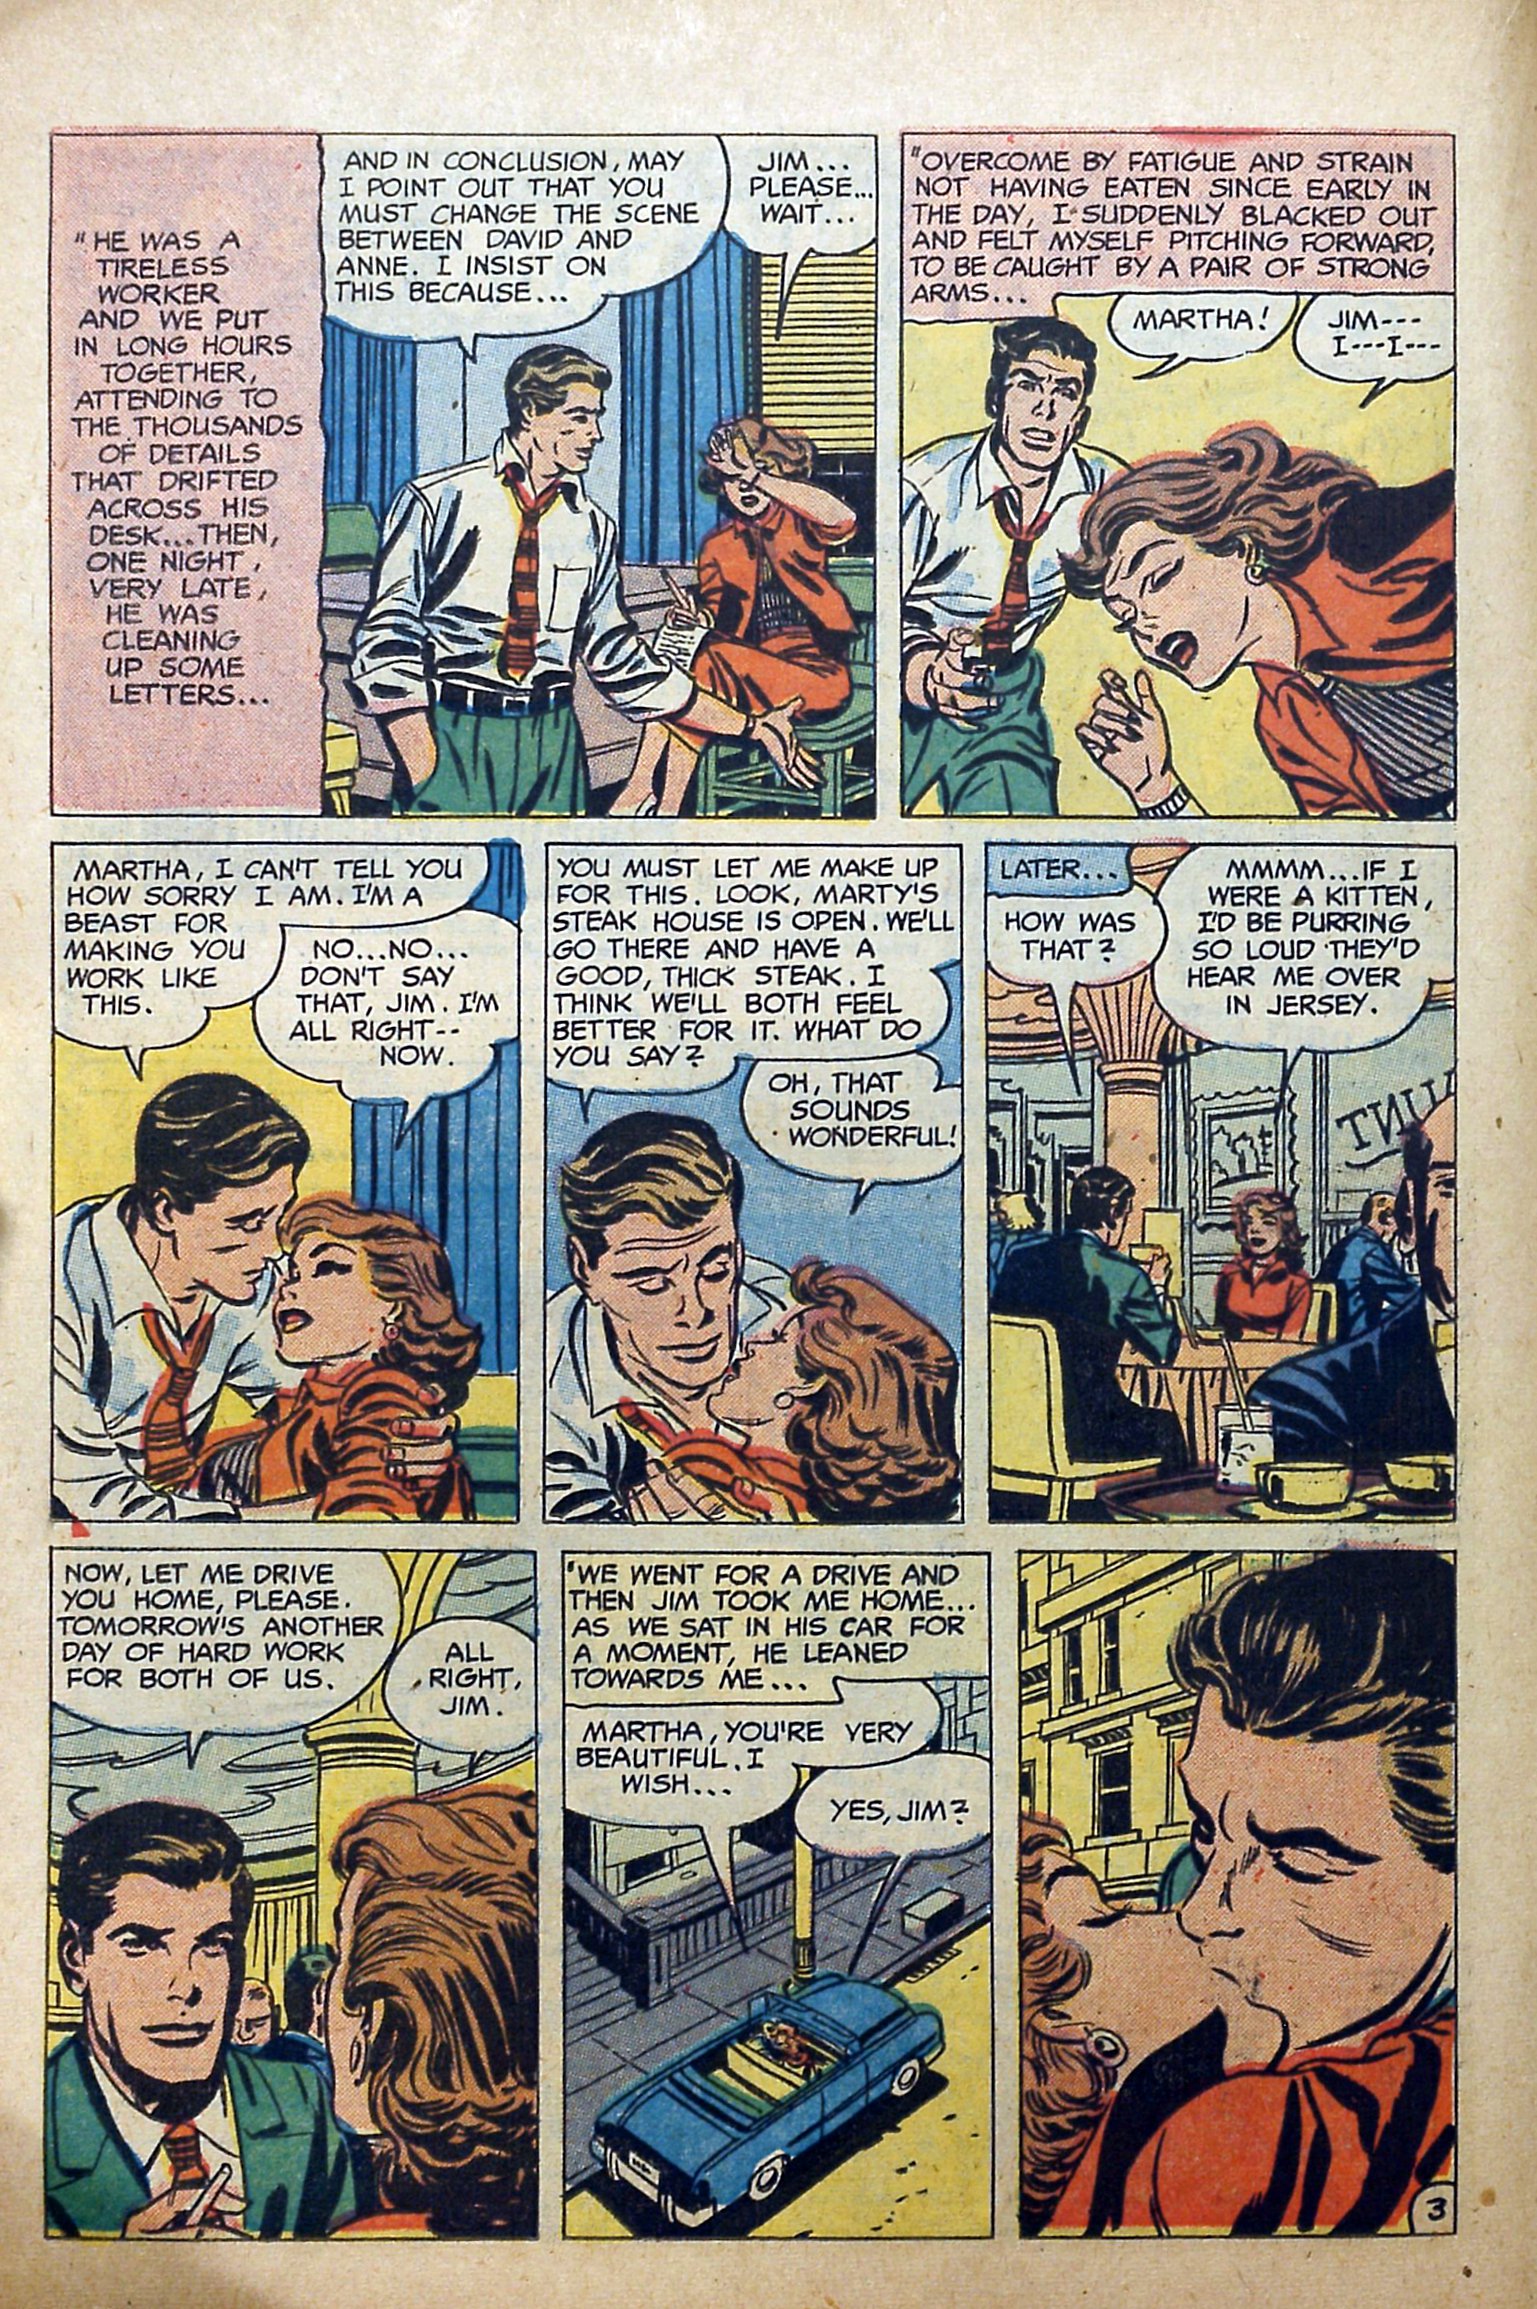 "HE WAS A
TIRELESS
WORKER
AND WE PUT
IN LONG HOURS
TOGETHER,
ATTENDING TO
THE THOUSANDS
OF DETAILS
THAT DRIFTED
ACROSS HIS
DESK...THEN,
ONE NIGHT,
VERY LATE,
HE WAS
CLEANING
UP SOME
LETTERS...
AND IN CONCLUSION, MAY
I POINT OUT THAT YOU
MUST CHANGE THE SCENE
BETWEEN DAVID AND
ANNE. I INSIST ON
THIS BECAUSE...
JIM...
PLEASE...
WAIT...
"OVERCOME BY FATIGUE AND STRAIN
NOT HAVING EATEN SINCE EARLY IN
THE DAY, I SUDDENLY BLACKED OUT
AND FELT MYSELF PITCHING FORWARD,
TO BE CAUGHT BY A PAIR OF STRONG
ARMS...
MARTHA!
JIM---
I---I---
MARTHA, I CAN'T TELL YOU
HOW SORRY I AM. I'M A
BEAST FOR
MAKING YOU
WORK LIKE
THIS.
NO...NO...
DON'T SAY
THAT, JIM. I'M
ALL RIGHT--
NOW.
YOU MUST LET ME MAKE UP
FOR THIS. LOOK, MARTY'S
STEAK HOUSE IS OPEN. WE'LL
GO THERE AND HAVE A
GOOD, THICK STEAK. I
THINK WE'LL BOTH FEEL
BETTER FOR IT. WHAT DO
YOU SAY?
OH, THAT
SOUNDS
WONDERFUL!
LATER...
HOW WAS
THAT?
MMMM...IF I
WERE A KITTEN,
I'D BE PURRING
SO LOUD THEY'D
HEAR ME OVER
IN JERSEY.
NOW, LET ME DRIVE
YOU HOME, PLEASE.
TOMORROW'S ANOTHER
DAY OF HARD WORK
FOR BOTH OF US.
ALL
RIGHT,
JIM.
"WE WENT FOR A DRIVE AND
THEN JIM TOOK ME HOME...
AS WE SAT IN HIS CAR FOR
A MOMENT, HE LEANED
TOWARDS ME...
MARTHA, YOU'RE VERY
BEAUTIFUL. I
WISH...
YES, JIM?
3